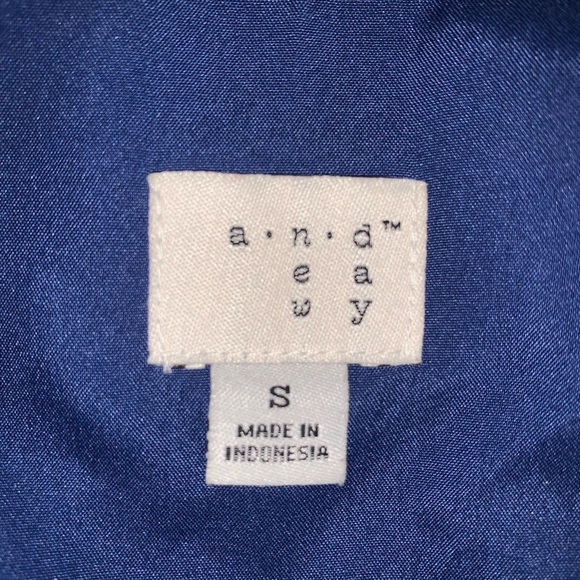 a·n·d™
e a
w y
S
MADE IN
INDONESIA